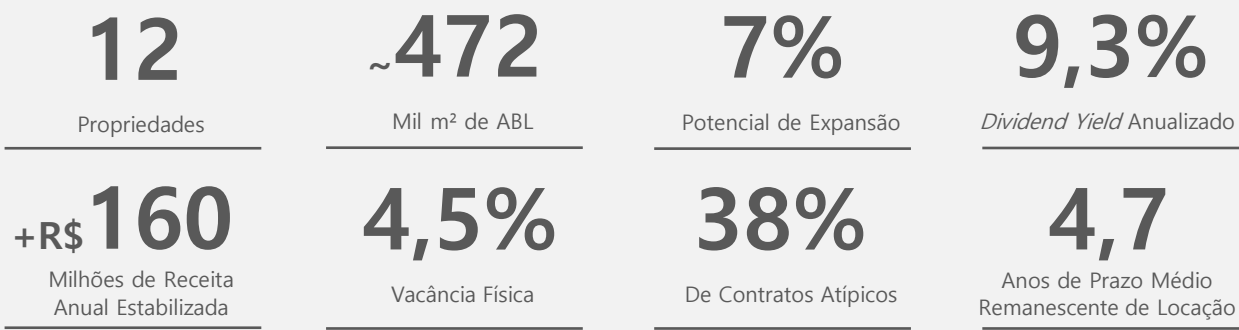 12
Propriedades
~472
Mil m² de ABL
7%
Potencial de Expansão
9,3%
Dividend Yield Anualizado
+R$ 160
Milhões de Receita
Anual Estabilizada
4,5%
Vacância Física
38%
De Contratos Atípicos
4,7
Anos de Prazo Médio
Remanescente de Locação